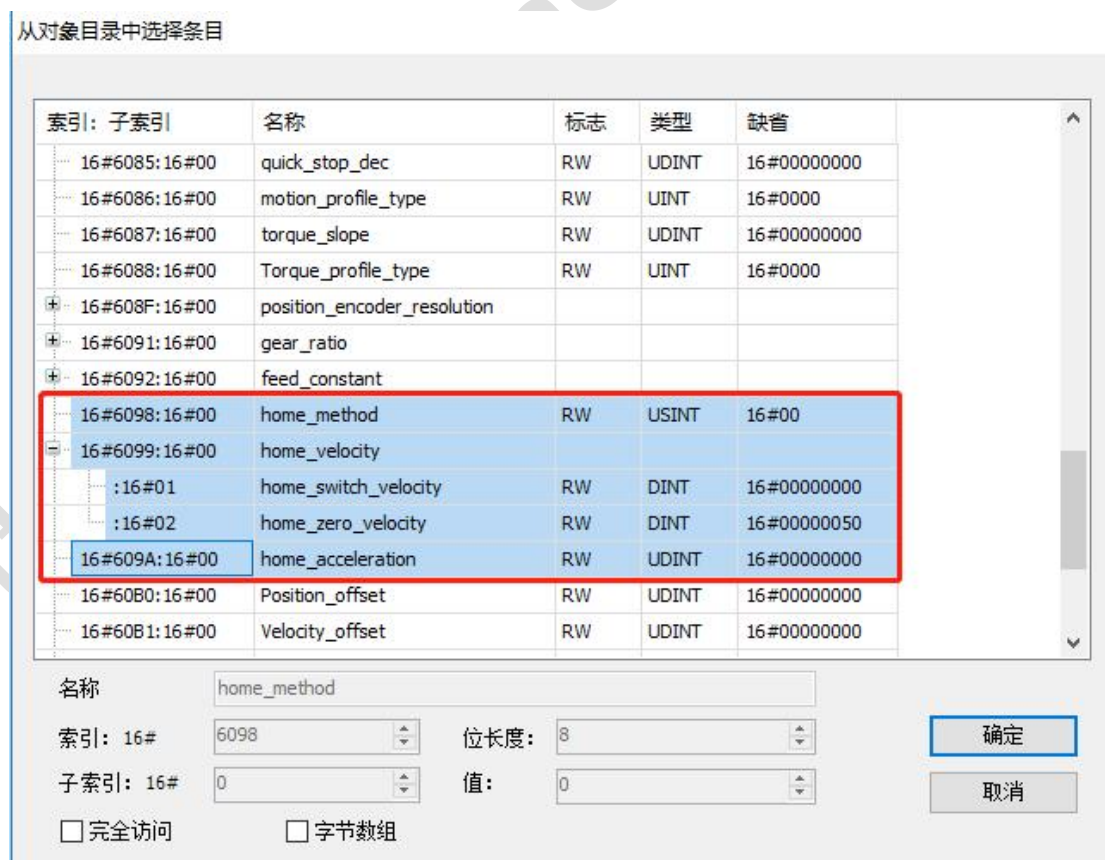 从对象目录中选择条目
索引: 子索引 名称 标志 类型 缺省
16#6085:16#00 quick_stop_dec RW UDINT 16#00000000
16#6086:16#00 motion_profile_type RW UINT 16#0000
16#6087:16#00 torque_slope RW UDINT 16#00000000
16#6088:16#00 Torque_profile_type RW UINT 16#0000
16#608F:16#00 position_encoder_resolution
16#6091:16#00 gear_ratio
16#6092:16#00 feed_constant
16#6098:16#00 home_method RW USINT 16#00
16#6099:16#00 home_velocity
:16#01 home_switch_velocity RW DINT 16#00000000
:16#02 home_zero_velocity RW DINT 16#00000050
16#609A:16#00 home_acceleration RW UDINT 16#00000000
16#60B0:16#00 Position_offset RW UDINT 16#00000000
16#60B1:16#00 Velocity_offset RW UDINT 16#00000000
名称 home_method
索引: 16# 6098 位长度: 8 确定
子索引: 16# 0 值: 0 取消
完全访问 字节数组